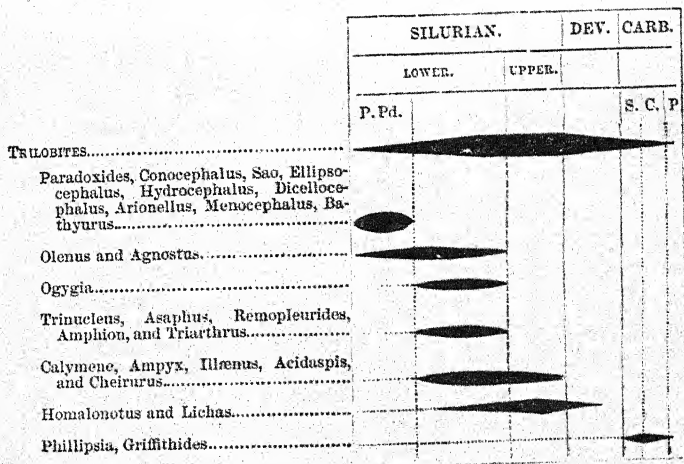 SILURIAN. DEV. CARB.
LOWER. UPPER.
P. Pd. S. C. P
TRILOBITES
Paradoxides, Conocephalus, Sao, Ellipso-
cephalus, Hydrocephalus, Dicelloce-
phalus, Arionellus, Menocephalus, Ba-
thyurus
Olenus and Agnostus
Ogygia
Trinucleus, Asaphus, Remopleurides,
Amphion, and Triarthrus
Calymene, Ampyx, Illænus, Acidaspis,
and Cheirurus
Homalonotus and Lichas
Phillipsia, Griffithides